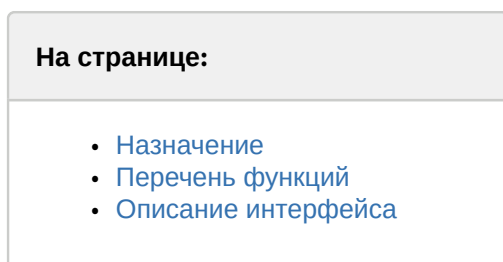 На странице:
• Назначение
• Перечень функций
• Описание интерфейса